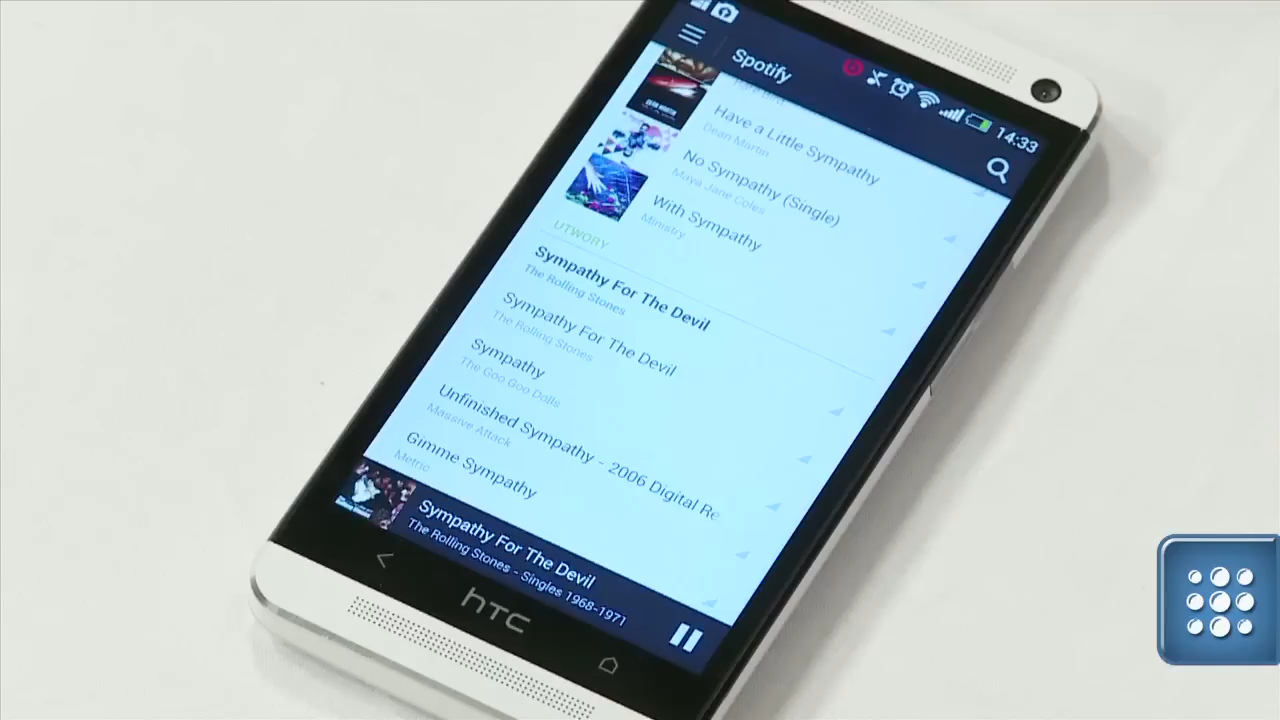 Spotify
14:33
Have a Little Sympathy
Dean Martin
No Sympathy (Single)
Maya Jane Coles
With Sympathy
Ministry
UTWORY
Sympathy For The Devil
The Rolling Stones
Sympathy For The Devil
The Rolling Stones
Sympathy
The Goo Goo Dolls
Unfinished Sympathy - 2006 Digital Re
Massive Attack
Gimme Sympathy
Metric
Sympathy For The Devil
The Rolling Stones - Singles 1968-1971
hTC